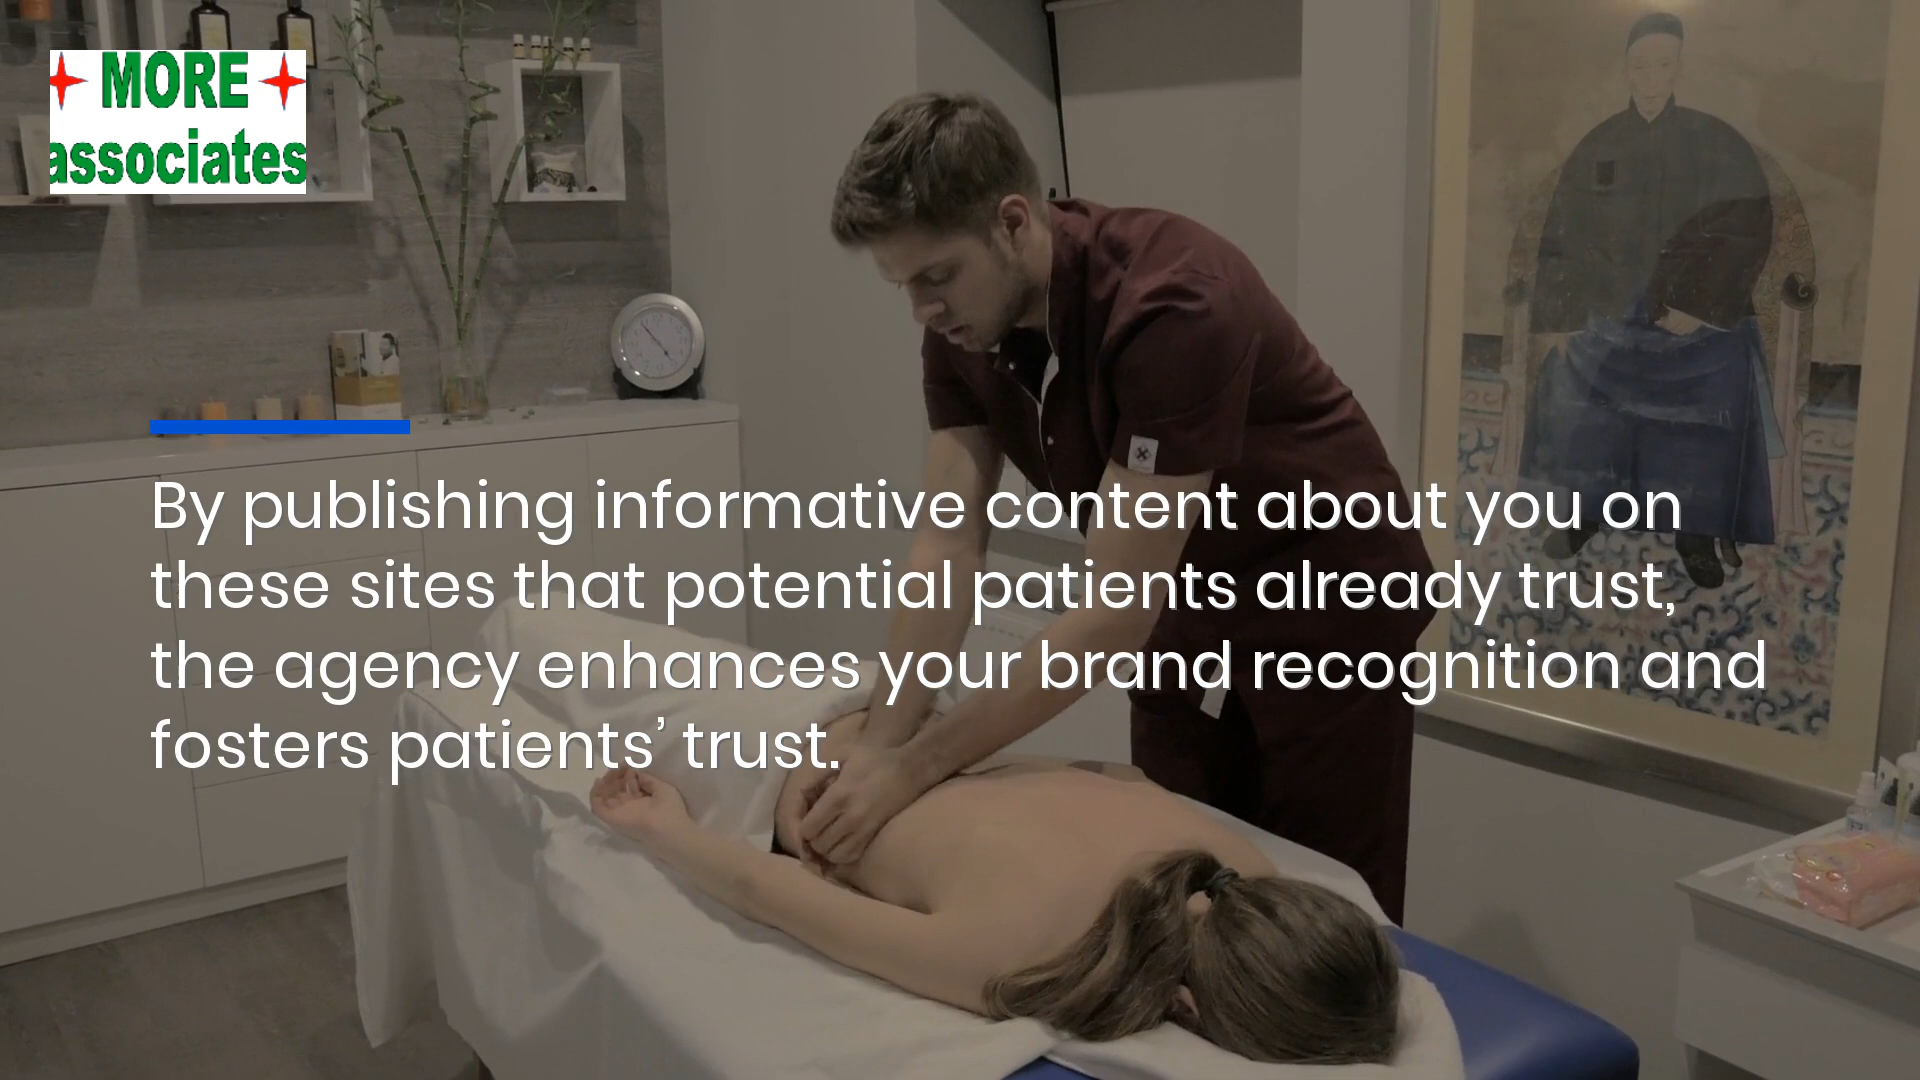 MORE
associates
By publishing informative content about you on
these sites that potential patients already trust,
the agency enhances your brand recognition and
fosters patients’ trust.